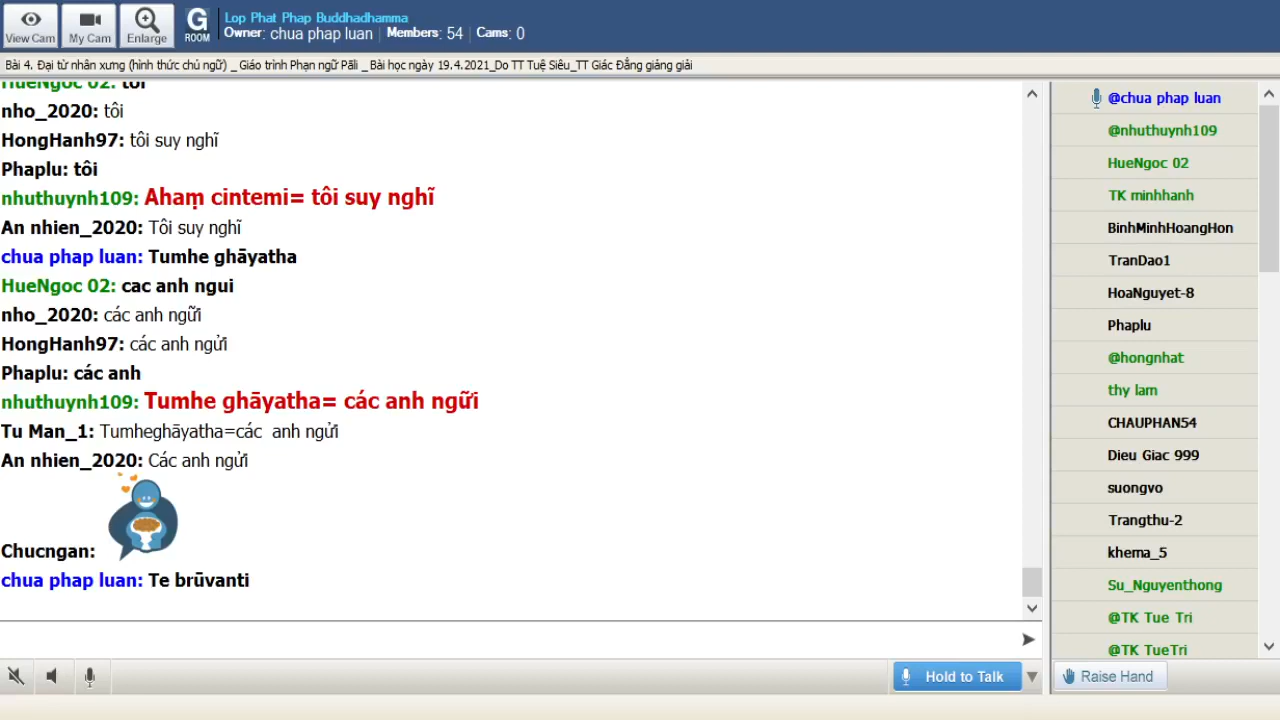 View Cam
My Cam
Enlarge
G
ROOM
Lop Phat Phap Buddhadhamma
Owner: chua phap luan | Members: 54 | Cams: 0
Bài 4. Đại từ nhân xưng (hình thức chủ ngữ) _ Giáo trình Phạn ngữ Pāli _ Bài học ngày 19.4.2021_Do TT Tuệ Siêu_TT Giác Đẳng giảng giải
HueNgoc 02: toi
nho_2020: tôi
HongHanh97: tôi suy nghĩ
Phaplu: tôi
nhuthuynh109: Ahaṃ cintemi= tôi suy nghĩ
An nhien_2020: Tôi suy nghĩ
chua phap luan: Tumhe ghāyatha
HueNgoc 02: cac anh ngui
nho_2020: các anh ngữi
HongHanh97: các anh ngửi
Phaplu: các anh
nhuthuynh109: Tumhe ghāyatha= các anh ngữi
Tu Man_1: Tumheghāyatha=các  anh ngửi
An nhien_2020: Các anh ngửi
Chucngan:
chua phap luan: Te brūvanti
Hold to Talk
@chua phap luan
@nhuthuynh109
HueNgoc 02
TK minhhanh
BinhMinhHoangHon
TranDao1
HoaNguyet-8
Phaplu
@hongnhat
thy lam
CHAUPHAN54
Dieu Giac 999
suongvo
Trangthu-2
khema_5
Su_Nguyenthong
@TK Tue Tri
@TK TueTri
Raise Hand